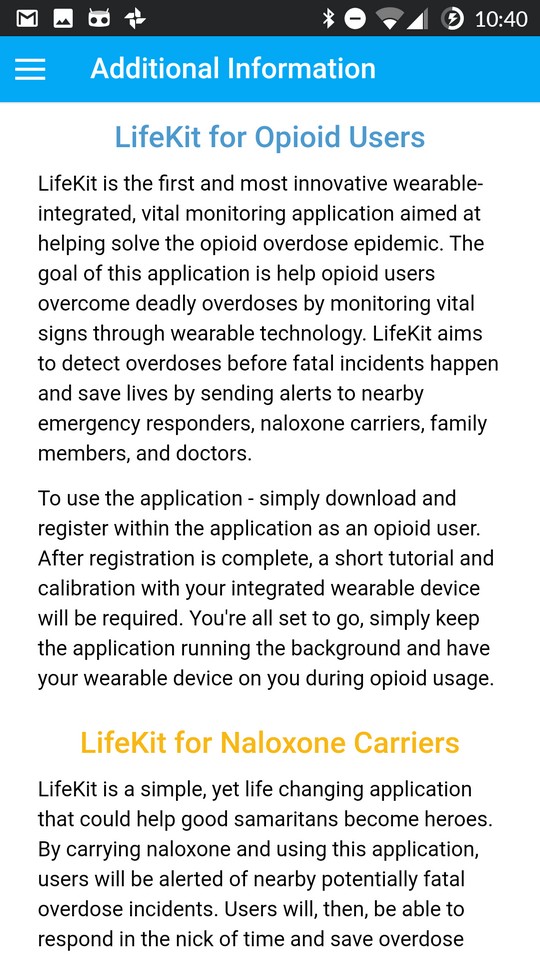 10:40
Additional Information
LifeKit for Opioid Users
LifeKit is the first and most innovative wearable-
integrated, vital monitoring application aimed at
helping solve the opioid overdose epidemic. The
goal of this application is help opioid users
overcome deadly overdoses by monitoring vital
signs through wearable technology. LifeKit aims
to detect overdoses before fatal incidents happen
and save lives by sending alerts to nearby
emergency responders, naloxone carriers, family
members, and doctors.
To use the application - simply download and
register within the application as an opioid user.
After registration is complete, a short tutorial and
calibration with your integrated wearable device
will be required. You're all set to go, simply keep
the application running the background and have
your wearable device on you during opioid usage.
LifeKit for Naloxone Carriers
LifeKit is a simple, yet life changing application
that could help good samaritans become heroes.
By carrying naloxone and using this application,
users will be alerted of nearby potentially fatal
overdose incidents. Users will, then, be able to
respond in the nick of time and save overdose